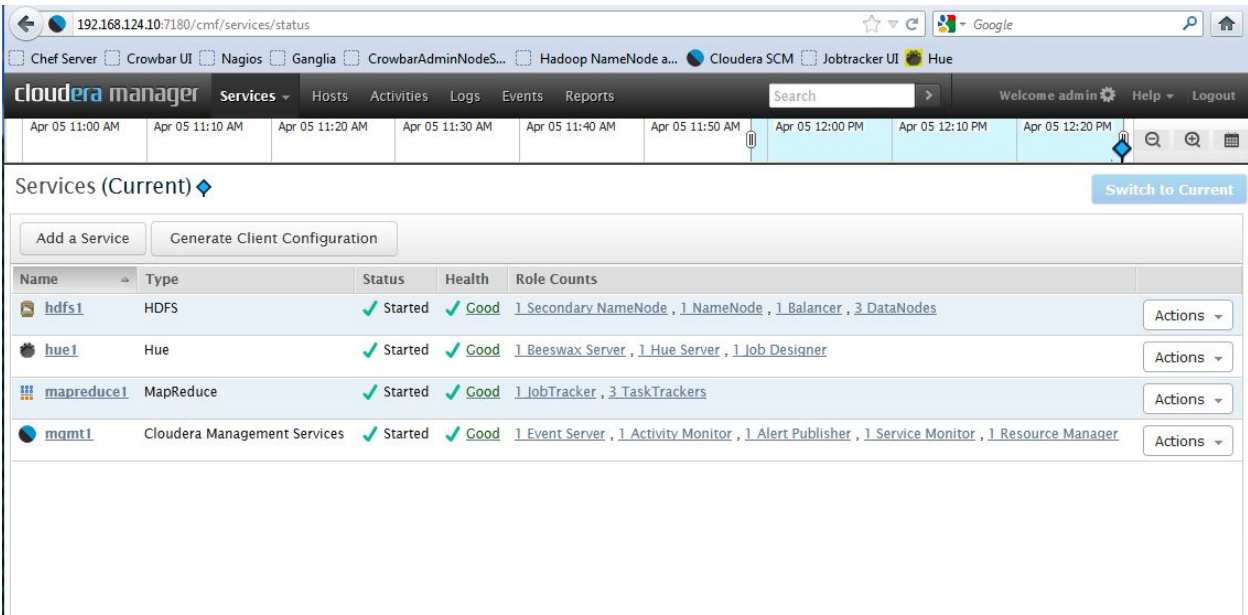 192.168.124.10:7180/cmf/services/status Google
Chef Server Crowbar UI Nagios Ganglia CrowbarAdminNodeS... Hadoop NameNode a... Cloudera SCM Jobtracker UI Hue
cloudera manager Services Hosts Activities Logs Events Reports Search Welcome admin Help Logout
Apr 05 11:00 AM Apr 05 11:10 AM Apr 05 11:20 AM Apr 05 11:30 AM Apr 05 11:40 AM Apr 05 11:50 AM Apr 05 12:00 PM Apr 05 12:10 PM Apr 05 12:20 PM
Services (Current) Switch to Current
Add a Service Generate Client Configuration
Name Type Status Health Role Counts
hdfs1 HDFS Started Good 1 Secondary NameNode , 1 NameNode , 1 Balancer , 3 DataNodes Actions
hue1 Hue Started Good 1 Beeswax Server , 1 Hue Server , 1 Job Designer Actions
mapreduce1 MapReduce Started Good 1 JobTracker , 3 TaskTrackers Actions
mgmt1 Cloudera Management Services Started Good 1 Event Server , 1 Activity Monitor , 1 Alert Publisher , 1 Service Monitor , 1 Resource Manager Actions